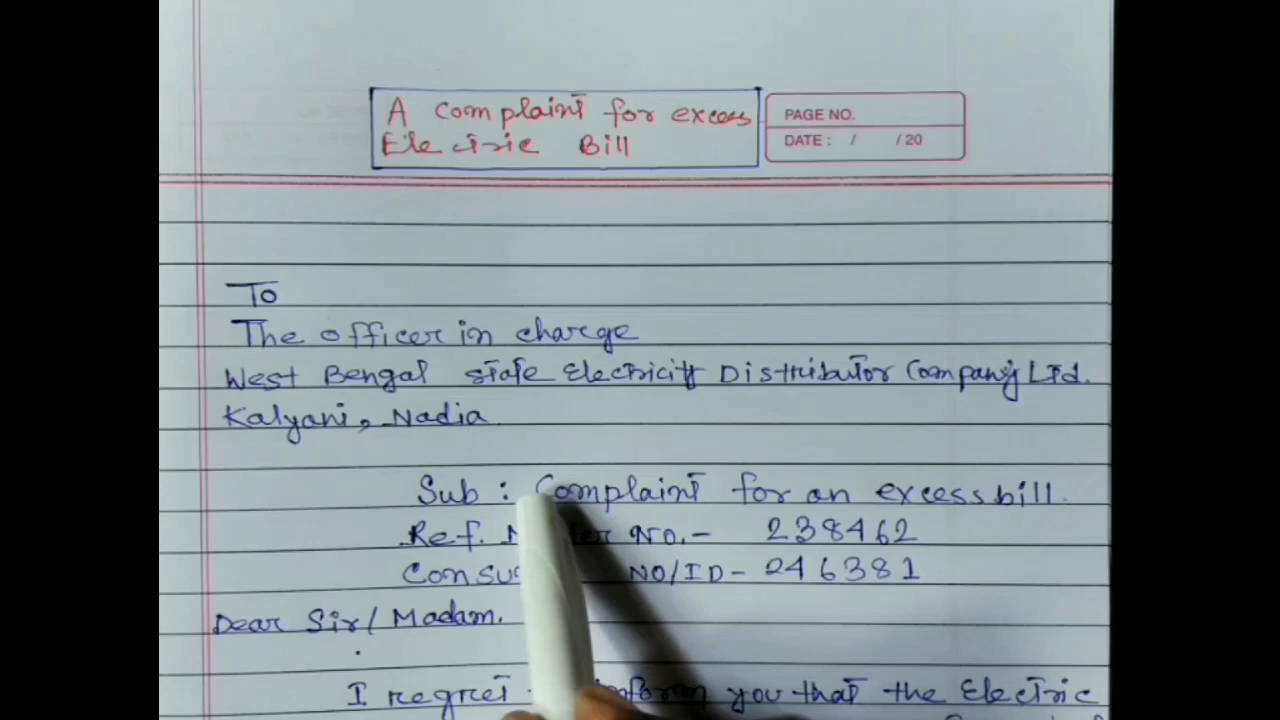 A complaint for excess
Electric Bill
PAGE NO.
DATE : / / 20
To
The officer in charge
West Bengal state Electricity Distributor Company Ltd.
Kalyani, Nadia
Sub : Complaint for an excess bill.
Ref. NO.- 238462
NO/ID - 246381
Dear Sir/ Madam.
I regret inform you that the Electric